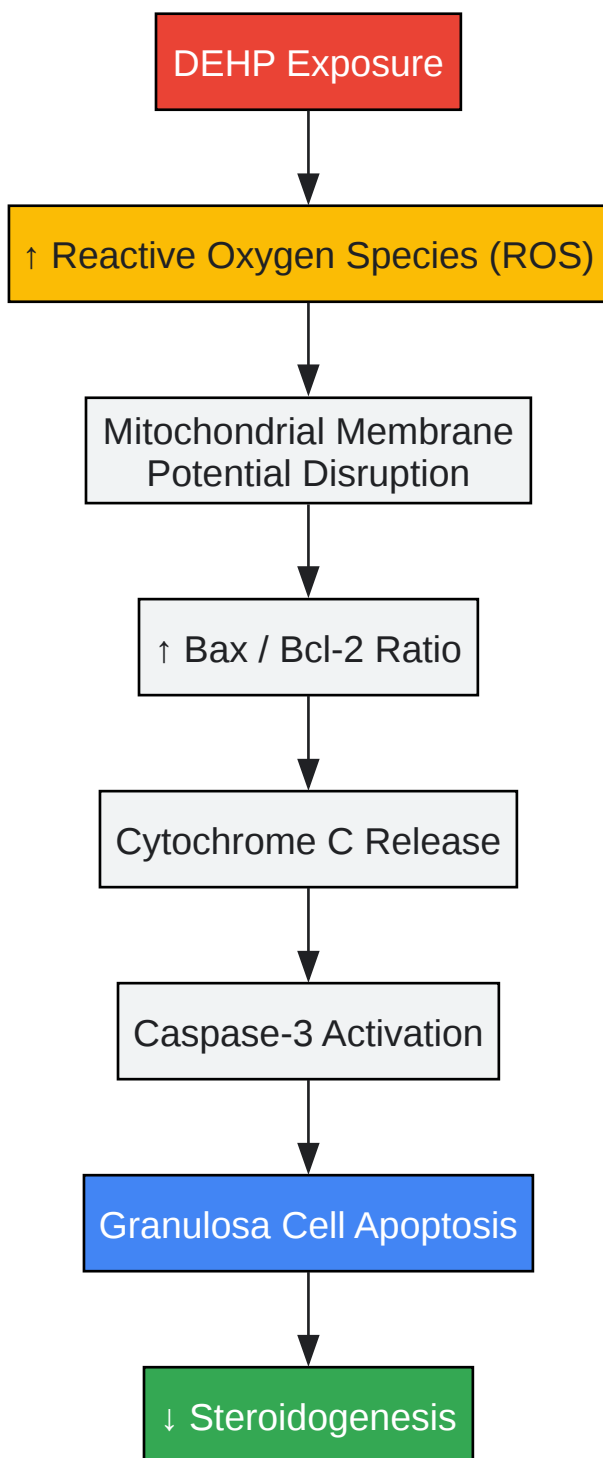 DEHP Exposure
↑ Reactive Oxygen Species (ROS)
Mitochondrial Membrane
Potential Disruption
↑ Bax / Bcl-2 Ratio
Cytochrome C Release
Caspase-3 Activation
Granulosa Cell Apoptosis
↓ Steroidogenesis